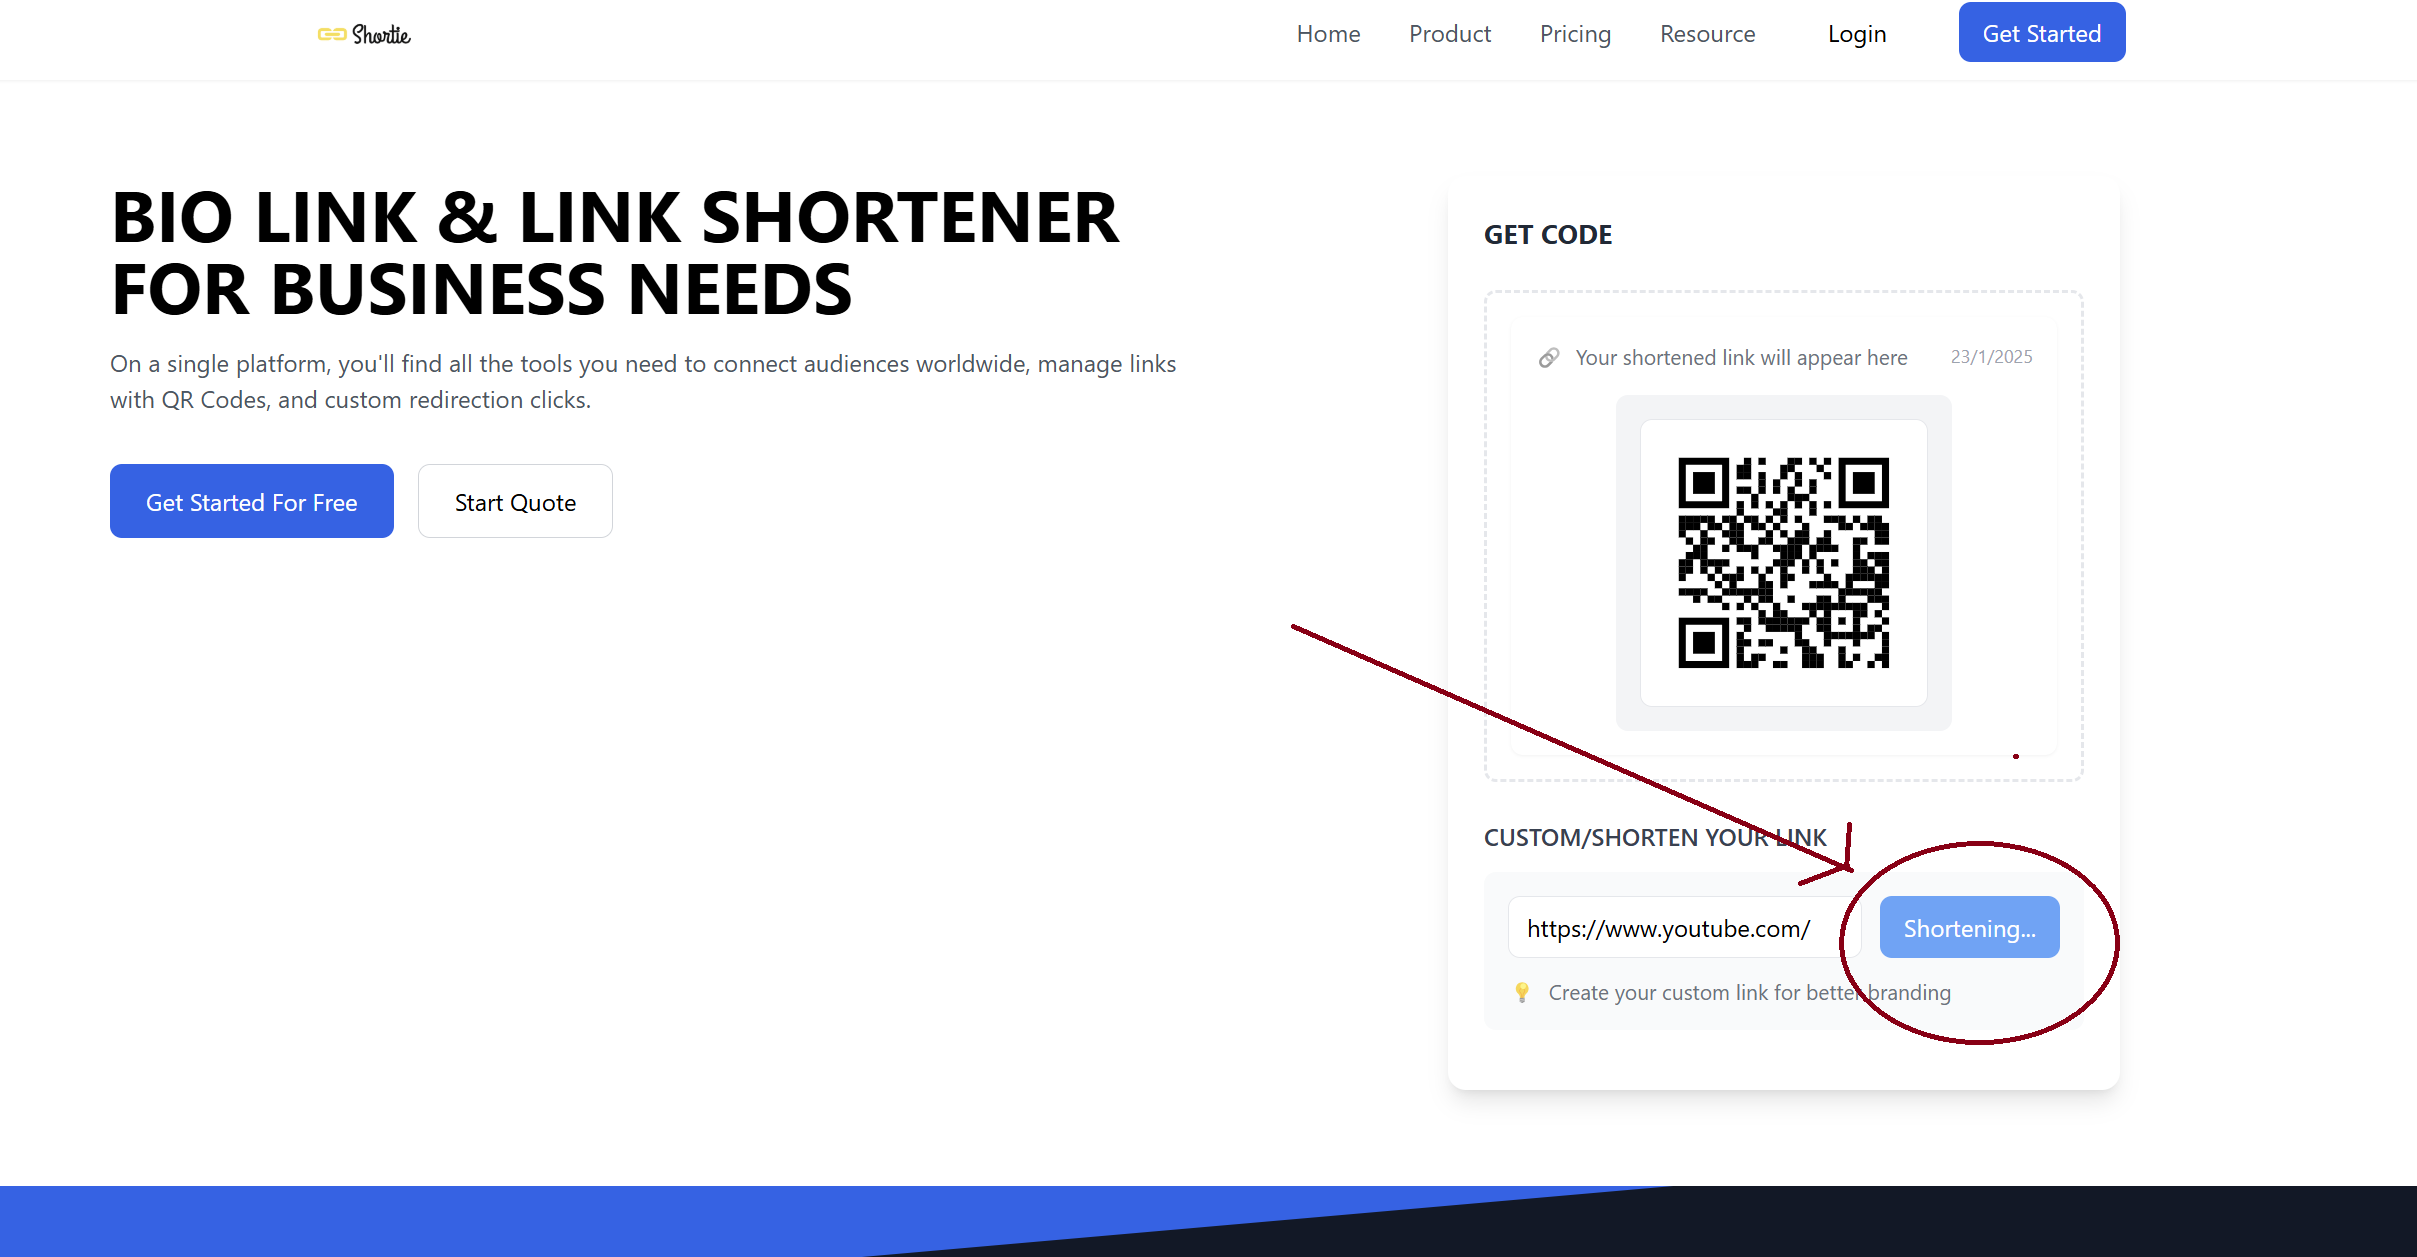 Shortie
Home Product Pricing Resource Login Get Started
BIO LINK & LINK SHORTENER
FOR BUSINESS NEEDS
On a single platform, you'll find all the tools you need to connect audiences worldwide, manage links
with QR Codes, and custom redirection clicks.
Get Started For Free Start Quote
GET CODE
Your shortened link will appear here 23/1/2025
CUSTOM/SHORTEN YOUR LINK
https://www.youtube.com/ Shortening...
Create your custom link for better branding